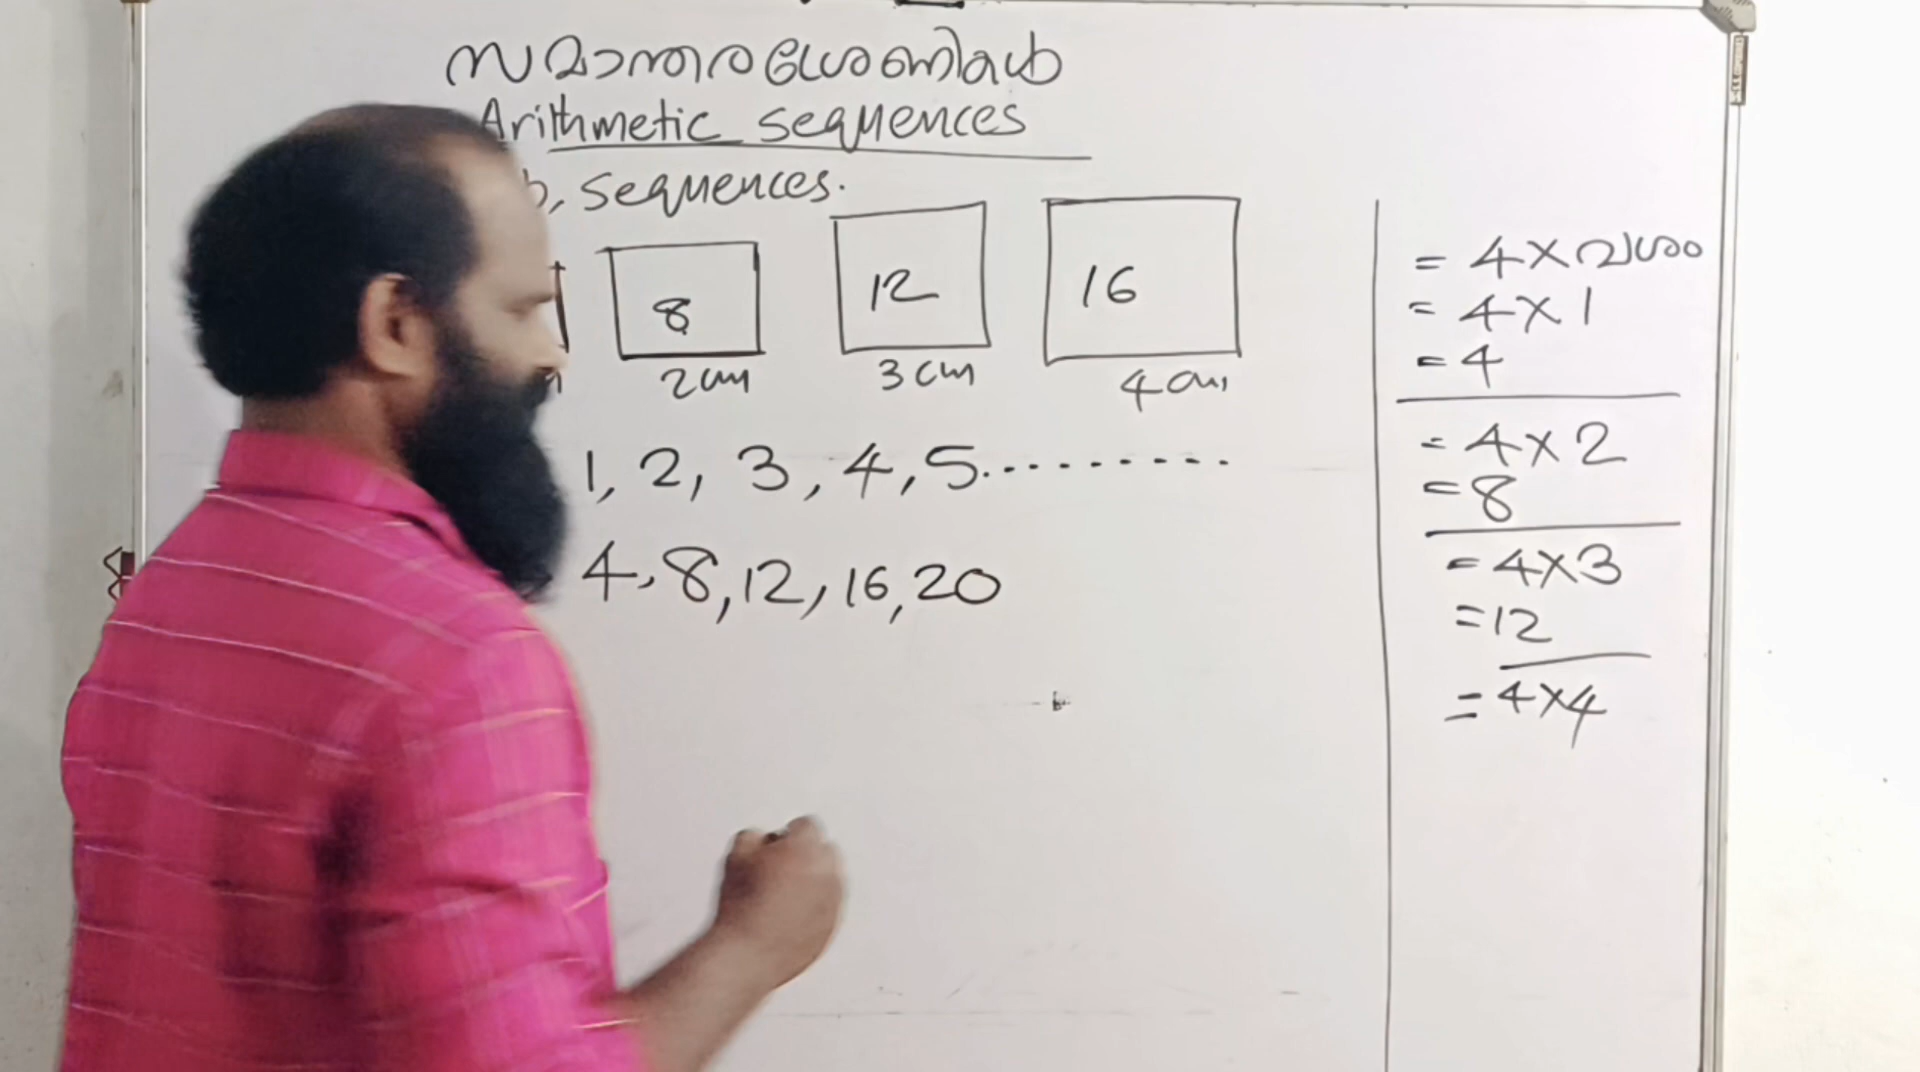 സമാന്തരശ്രേണികൾ
Arithmetic sequences
, sequences.
8 12 16
2cm 3cm 4cm
1, 2, 3, 4, 5.........
4, 8, 12, 16, 20
= 4 × വശം
= 4 × 1
= 4
= 4 × 2
= 8
= 4×3
= 12
= 4×4